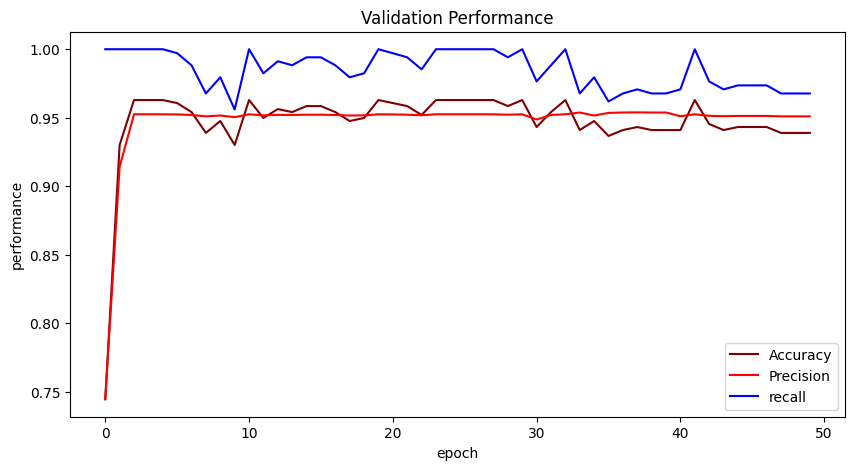 Validation Performance
performance
1.00
0.95
0.90
0.85
0.80
0.75
Accuracy
Precision
recall
0
10
20
30
40
50
epoch